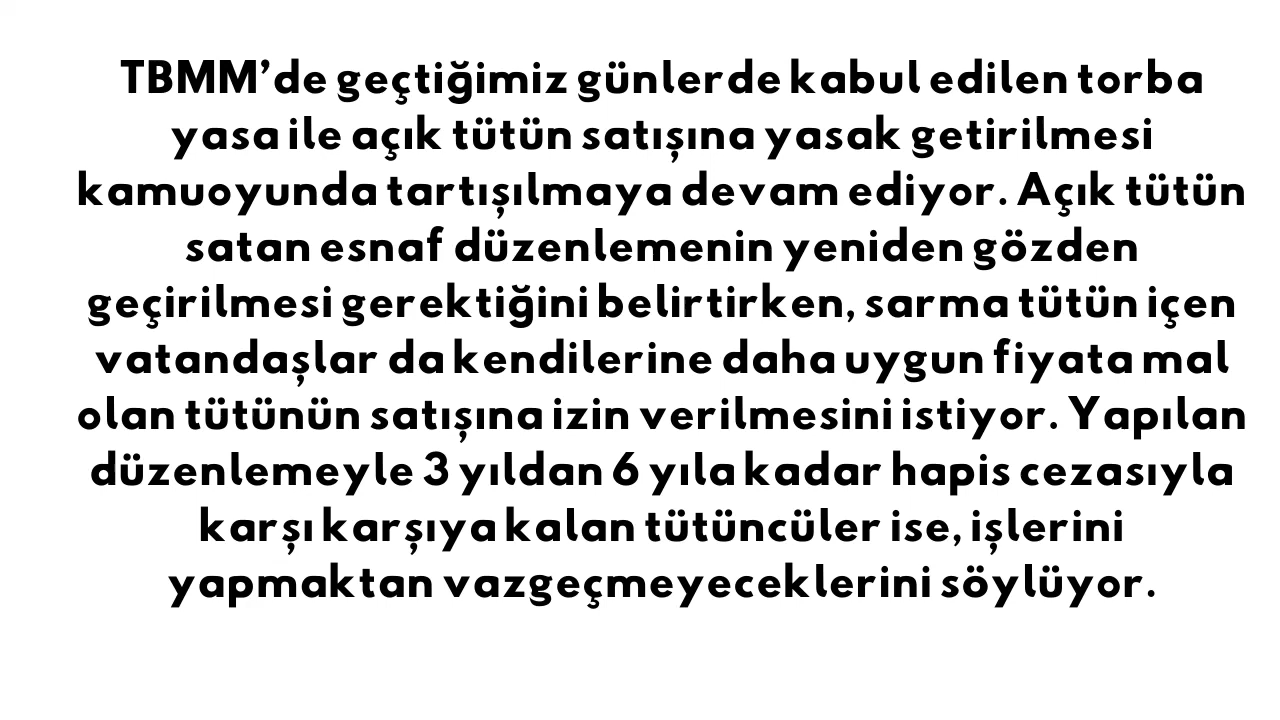 TBMM’de geçtiğimiz günlerde kabul edilen torba
yasa ile açık tütün satışına yasak getirilmesi
kamuoyunda tartışılmaya devam ediyor. Açık tütün
satan esnaf düzenlemenin yeniden gözden
geçirilmesi gerektiğini belirtirken, sarma tütün içen
vatandaşlar da kendilerine daha uygun fiyata mal
olan tütünün satışına izin verilmesini istiyor. Yapılan
düzenlemeyle 3 yıldan 6 yıla kadar hapis cezasıyla
karşı karşıya kalan tütüncüler ise, işlerini
yapmaktan vazgeçmeyeceklerini söylüyor.